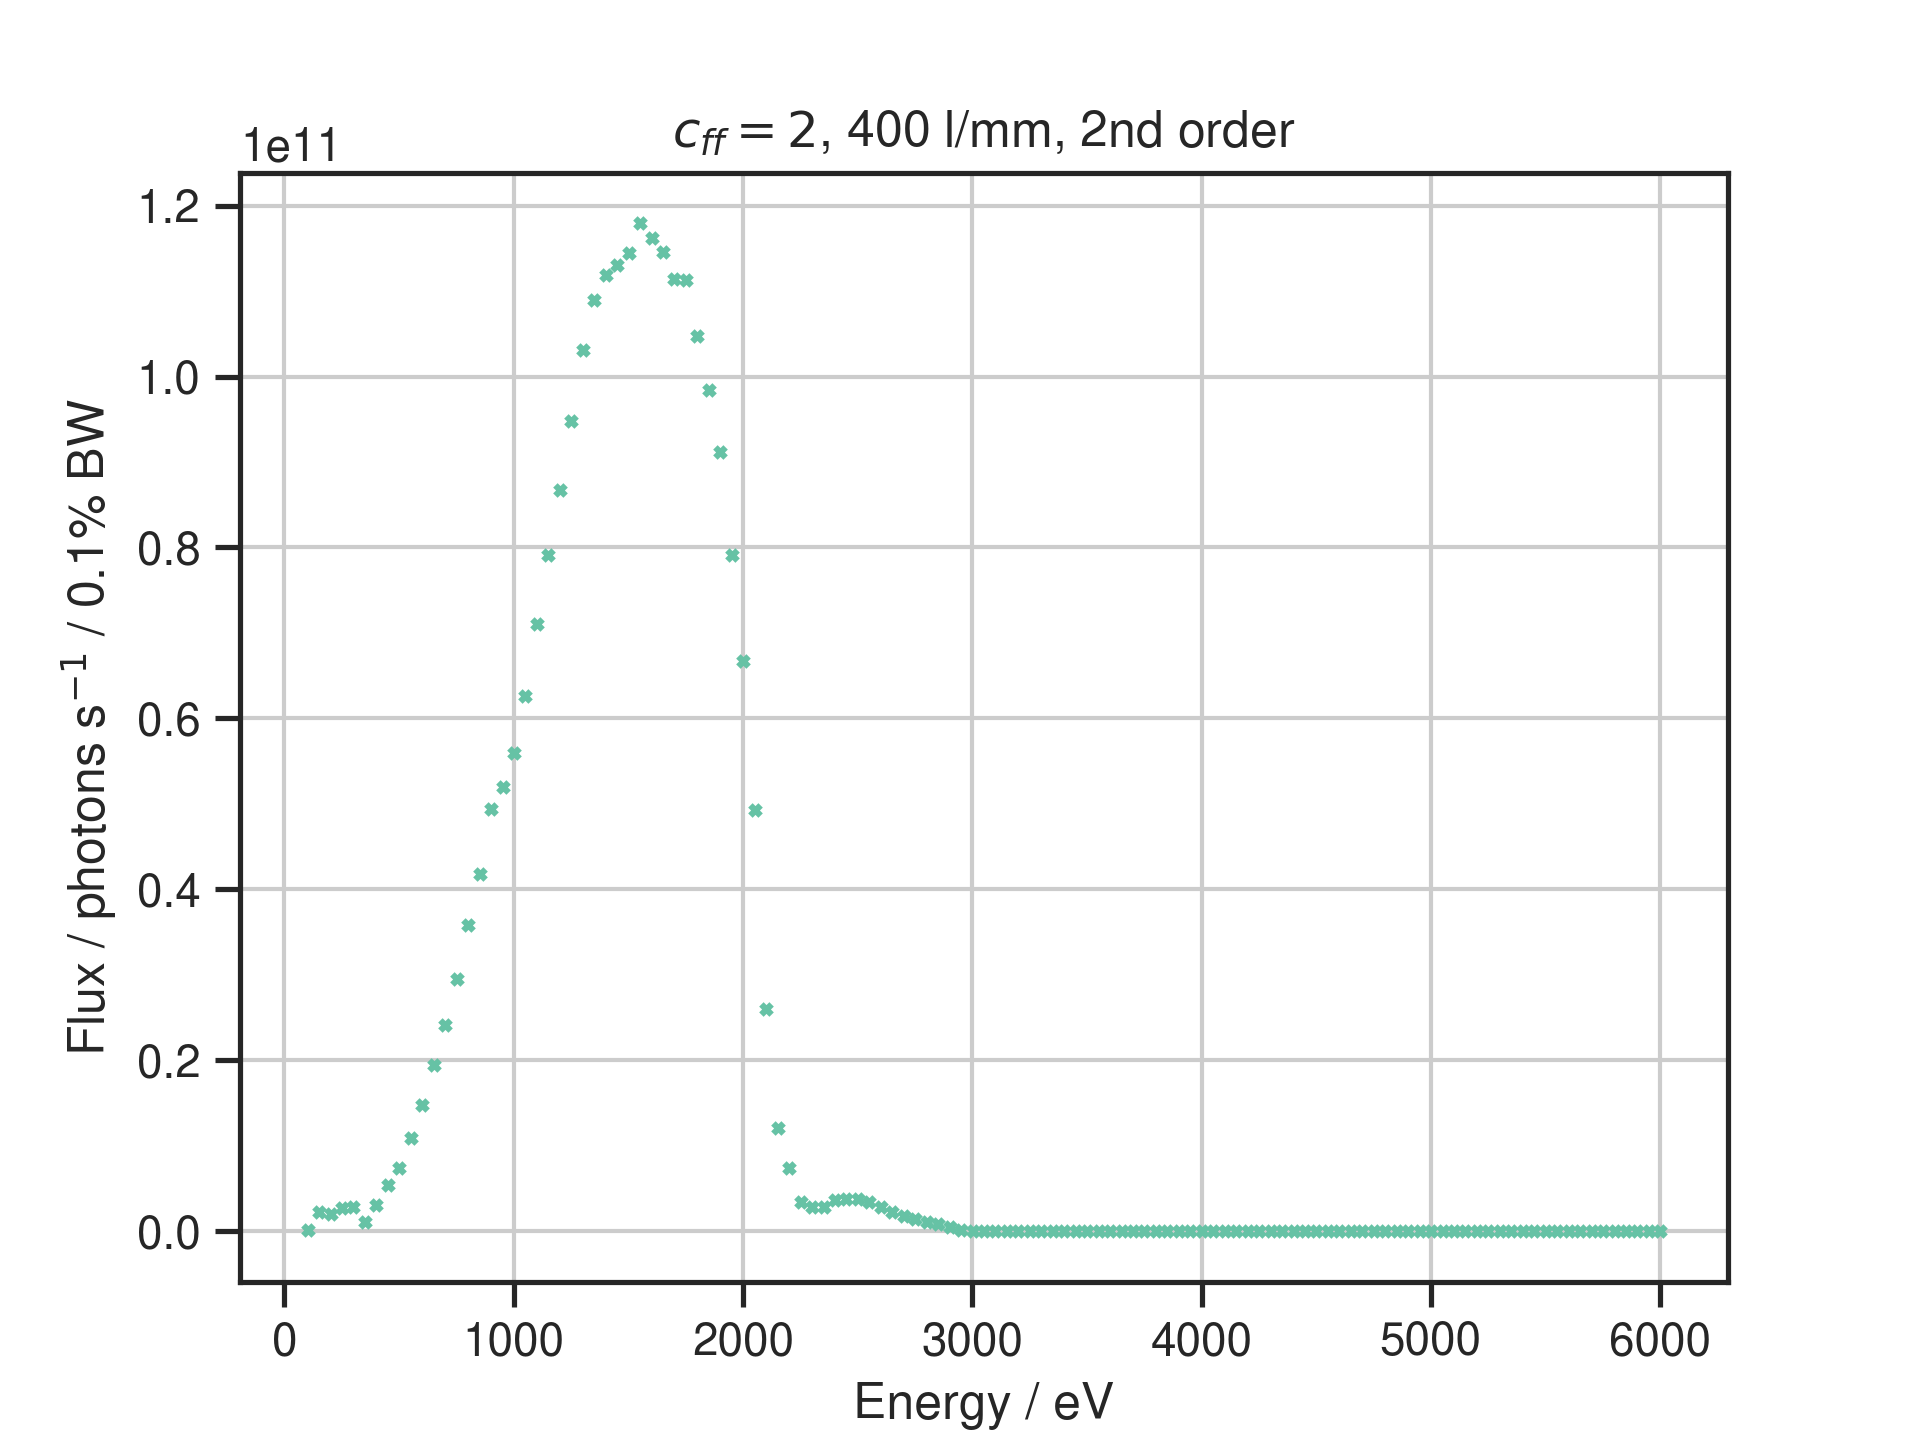 c_ff = 2, 400 l/mm, 2nd order
1e11
1.2
1.0
0.8
0.6
0.4
0.2
0.0
Flux / photons s⁻¹ / 0.1% BW
0 1000 2000 3000 4000 5000 6000
Energy / eV